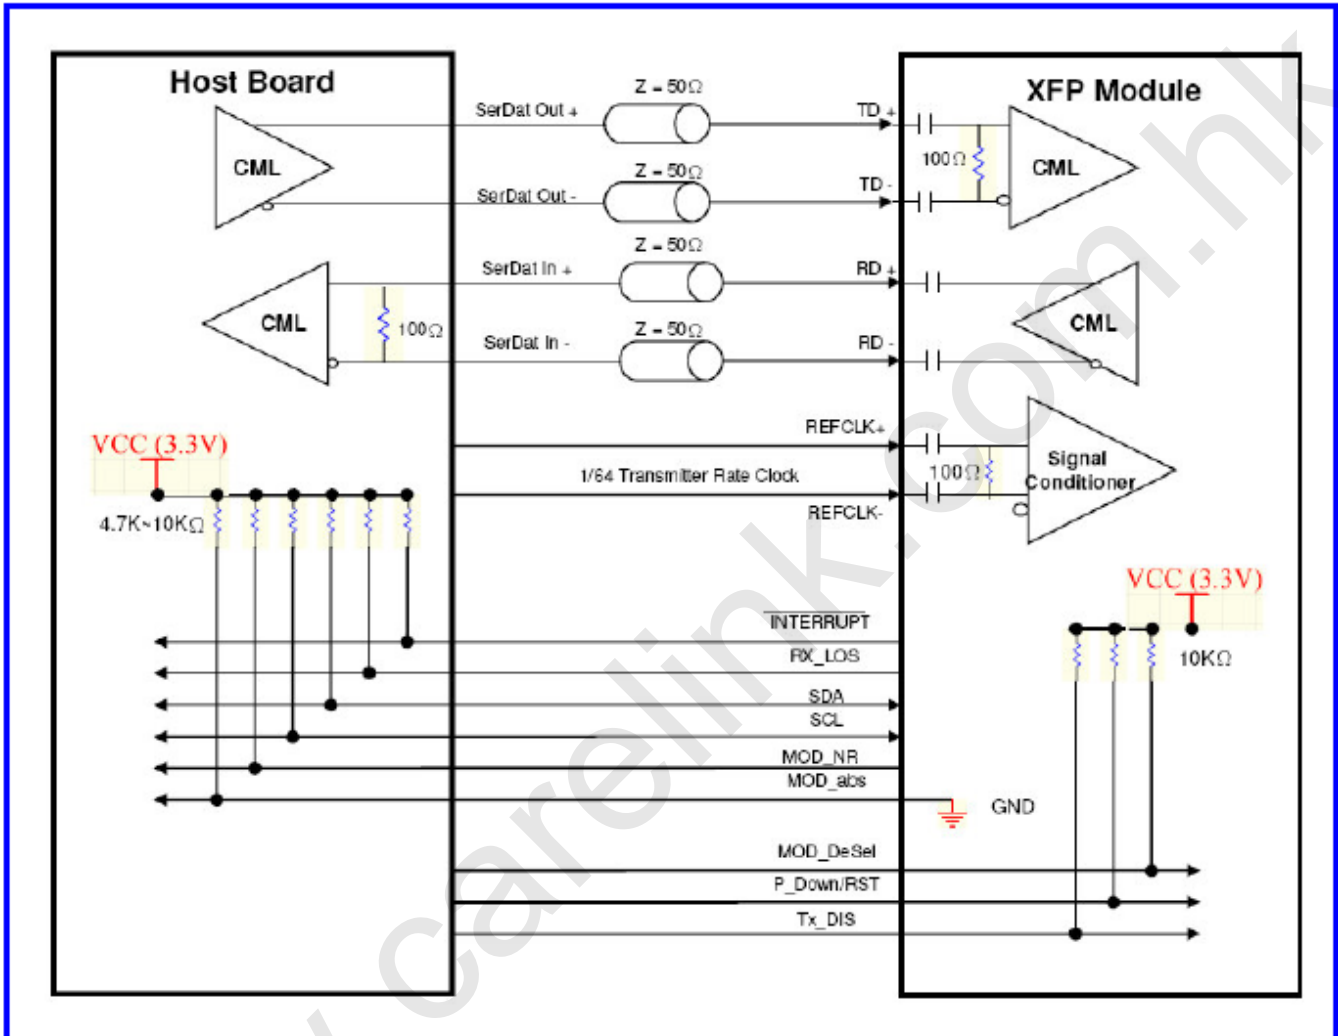 Host Board
XFP Module
Z = 50Ω
SerDat Out +
TD +
CML
100Ω
CML
Z = 50Ω
SerDat Out -
TD -
Z = 50Ω
SerDat In +
RD +
CML
100Ω
CML
Z = 50Ω
SerDat In -
RD -
REFCLK+
VCC (3.3V)
1/64 Transmitter Rate Clock
100Ω
Signal
Conditioner
4.7K~10KΩ
REFCLK-
VCC (3.3V)
INTERRUPT
RX_LOS
10KΩ
SDA
SCL
MOD_NR
MOD_abs
GND
MOD_DeSel
P_Down/RST
Tx_DIS
carelink.com.hk